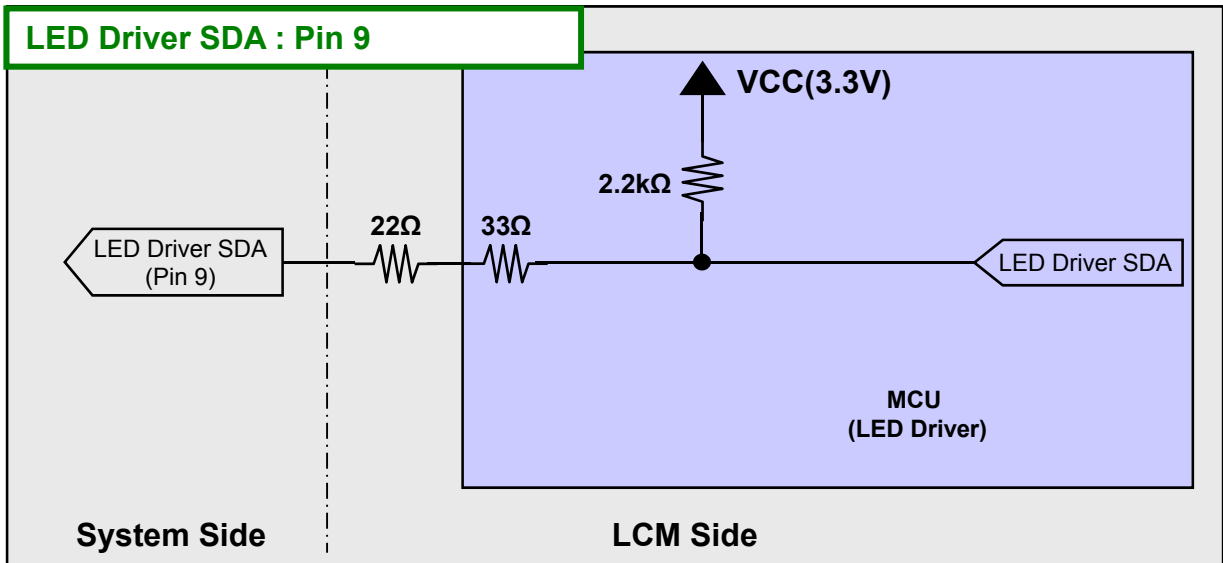 LED Driver SDA : Pin 9
VCC(3.3V)
2.2kΩ
22Ω
33Ω
LED Driver SDA
(Pin 9)
LED Driver SDA
MCU
(LED Driver)
System Side
LCM Side